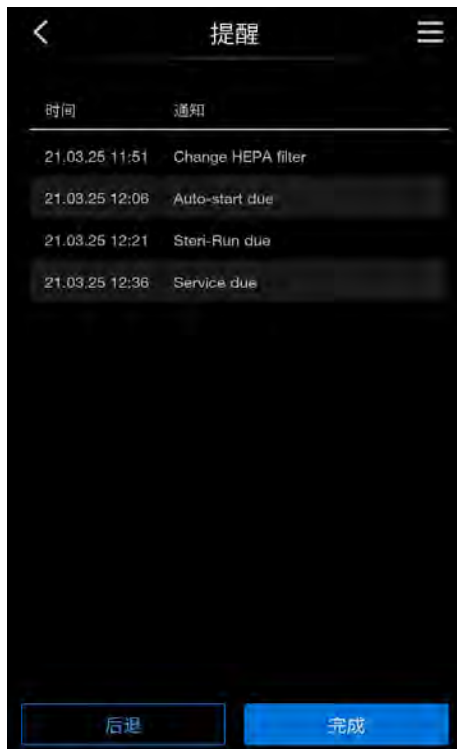 提醒
时间 通知
21.03.25 11:51 Change HEPA filter
21.03.25 12:06 Auto-start due
21.03.25 12:21 Steri-Run due
21.03.25 12:36 Service due
后退 完成